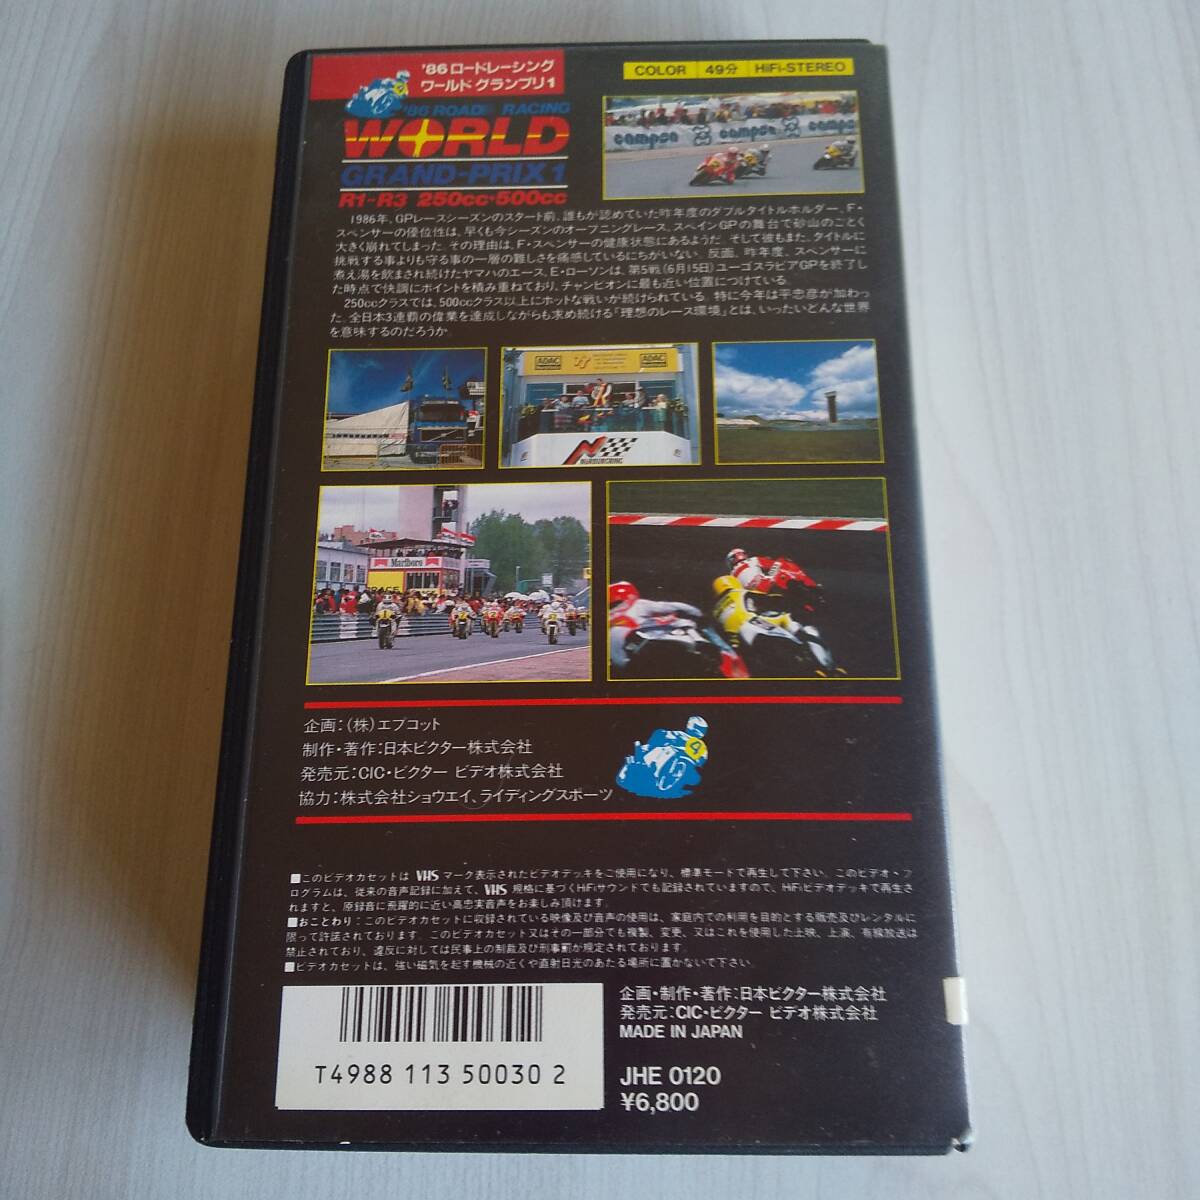 '86ロードレーシング
ワールドグランプリ1
'86 ROAD RACING
WORLD
GRAND-PRIX 1
R1-R3 250cc・500cc
COLOR 49分 HiFi-STEREO
campsa campsa campsa
1986年、GPレースシーズンのスタート前、誰もが認めていた昨年度のダブルタイトルホルダー、F・
スペンサーの優位性は、早くも今シーズンのオープニングレース、スペインGPの舞台で砂山のごとく
大きく崩れてしまった。その理由は、F・スペンサーの健康状態にあるようだ。そして彼もまた、タイトルに
挑戦する事よりも守る事の一層の難しさを痛感しているにちがいない。反面、昨年度、スペンサーに
煮え湯を飲まされ続けたヤマハのエース、E・ローソンは、第5戦(6月15日)ユーゴスラビアGPを終了し
た時点で快調にポイントを積み重ねており、チャンピオンに最も近い位置につけている。
250ccクラスでは、500ccクラス以上にホットな戦いが続けられている。特に今年は平忠彦が加わっ
た。全日本3連覇の偉業を達成しながらも求め続ける「理想のレース環境」とは、いったいどんな世界
を意味するのだろうか。
ADAC ADAC
NÜRBURGRING
Marlboro
企画:(株)エプコット
制作・著作:日本ビクター株式会社
発売元:CIC・ビクター ビデオ株式会社
協力:株式会社ショウエイ、ライディングスポーツ
4
■このビデオカセットは VHS マーク表示されたビデオデッキをご使用になり、標準モードで再生して下さい。このビデオ・プ
ログラムは、従来の音声記録に加えて、VHS 規格に基づくHiFiサウンドでも記録されていますので、HiFiビデオデッキで再生さ
れますと、原録音に飛躍的に近い高忠実音声をお楽しみ頂けます。
■おことわり:このビデオカセットに収録されている映像及び音声の使用は、家庭内での利用を目的とする販売及びレンタルに
限って許諾されております。このビデオカセット又はその一部分でも複製、変更、又はこれを使用した上映、上演、有線放送は
禁止されており、違反に対しては民事上の制裁及び刑事罰が規定されております。
■ビデオカセットは、強い磁気を起す機械の近くや直射日光のあたる場所に置かないで下さい。
T4988 113 50030 2
企画・制作・著作:日本ビクター株式会社
発売元:CIC・ビクター ビデオ株式会社
MADE IN JAPAN
JHE 0120
¥6,800